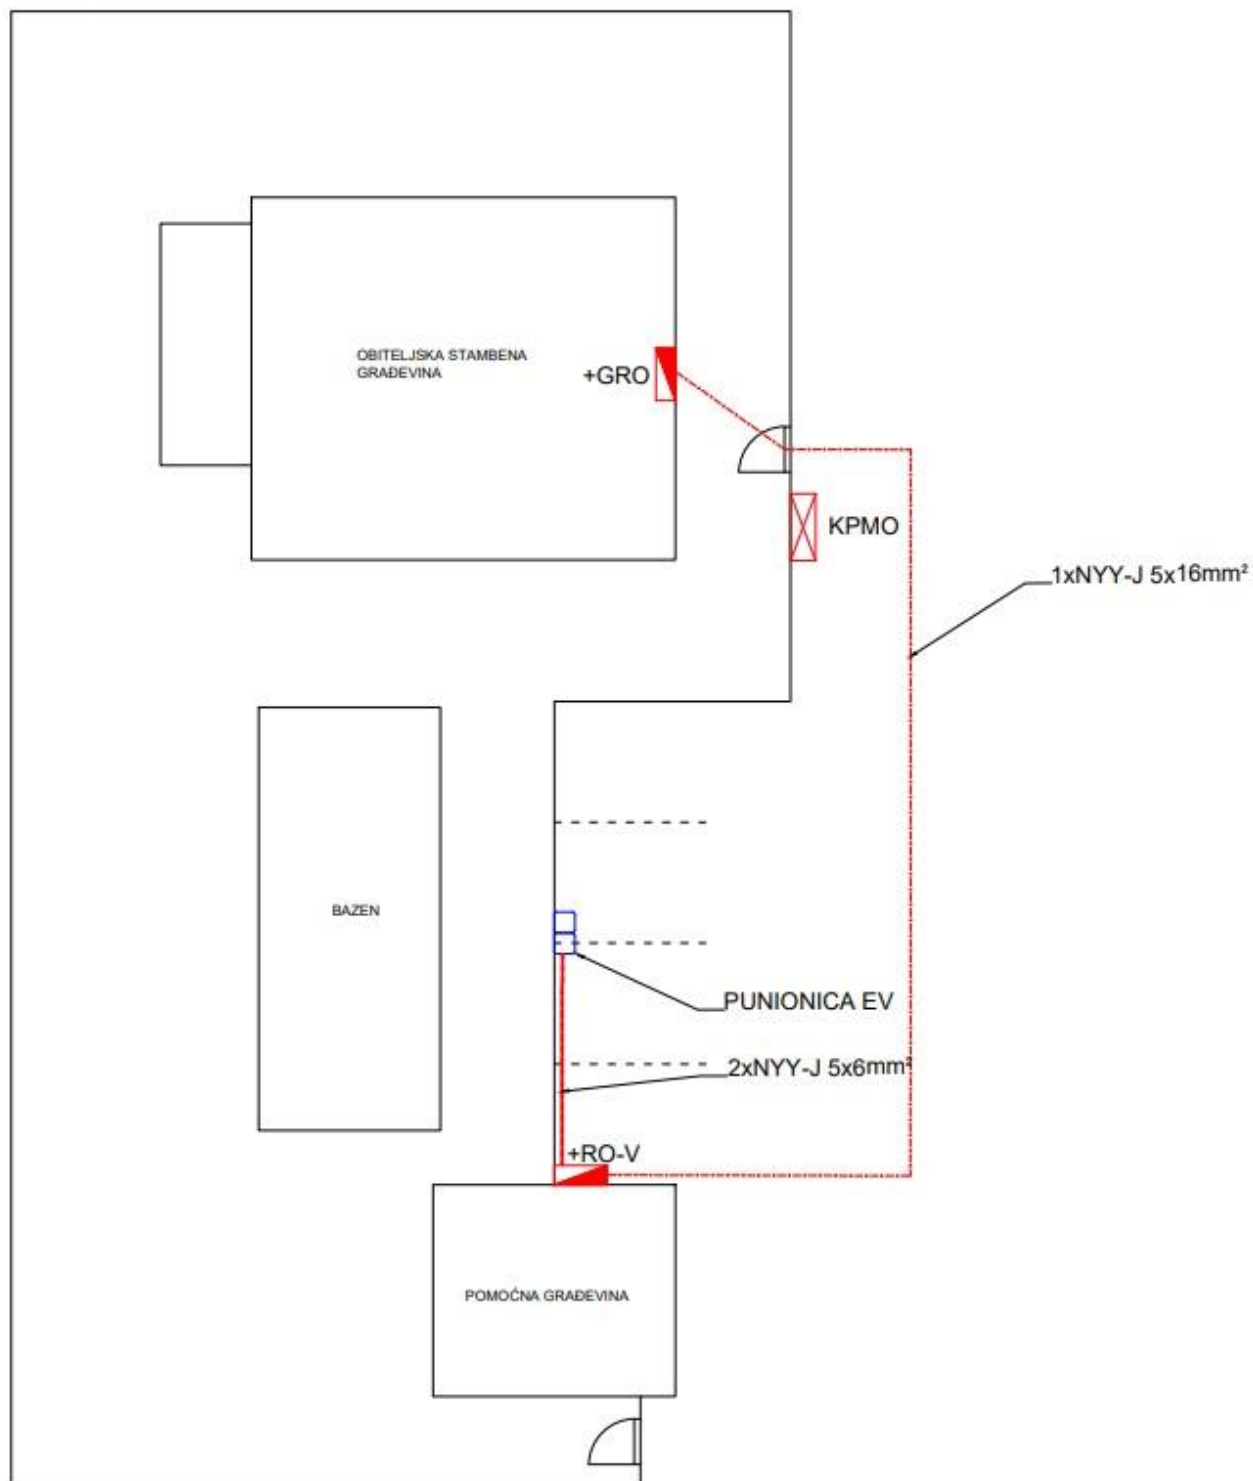 OBITELJSKA STAMBENA
GRAĐEVINA
+GRO
KPMO
1xNYY-J 5x16mm²
BAZEN
PUNIONICA EV
2xNYY-J 5x6mm²
+RO-V
POMOĆNA GRAĐEVINA